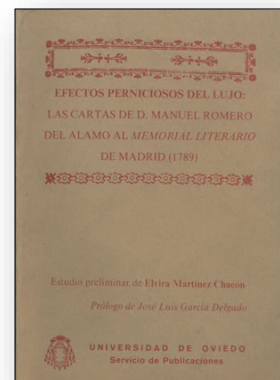 EFECTOS PERNICIOSOS DEL LUJO:
LAS CARTAS DE D. MANUEL ROMERO
DEL ALAMO AL MEMORIAL LITERARIO
DE MADRID (1789)
Estudio preliminar de Elvira Martínez Chacón
Prólogo de José Luis García Delgado
UNIVERSIDAD DE OVIEDO
Servicio de Publicaciones